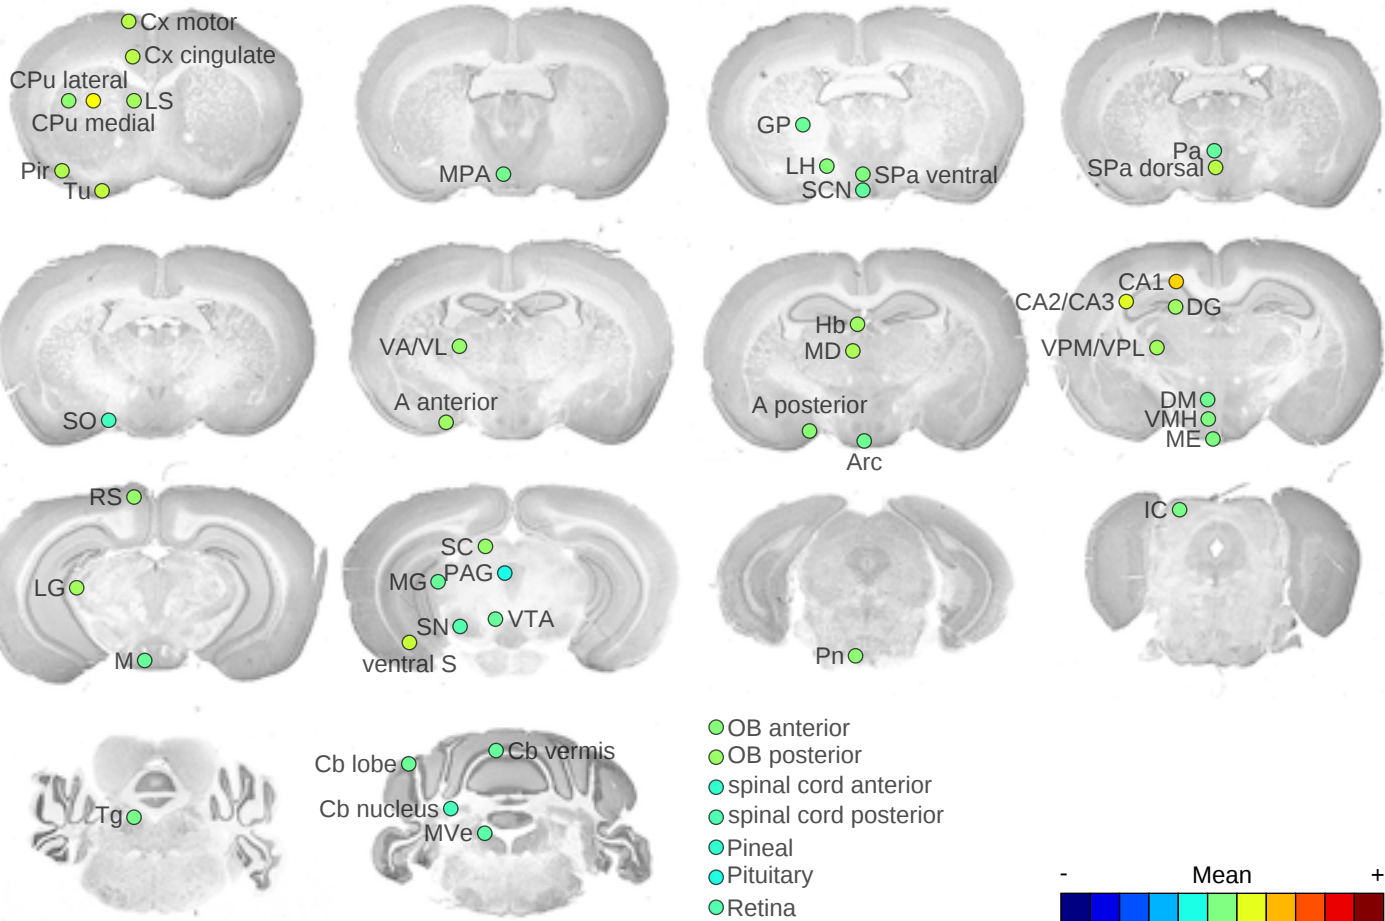 Cx motor
Cx cingulate
CPu lateral
LS
CPu medial
Pir
Tu
MPA
GP
LH
SPa ventral
SCN
Pa
SPa dorsal
SO
VA/VL
A anterior
Hb
MD
A posterior
Arc
CA1
CA2/CA3
DG
VPM/VPL
DM
VMH
ME
RS
LG
M
SC
PAG
MG
VTA
SN
ventral S
Pn
IC
Tg
Cb vermis
Cb lobe
Cb nucleus
MVe
OB anterior
OB posterior
spinal cord anterior
spinal cord posterior
Pineal
Pituitary
Retina
- Mean +